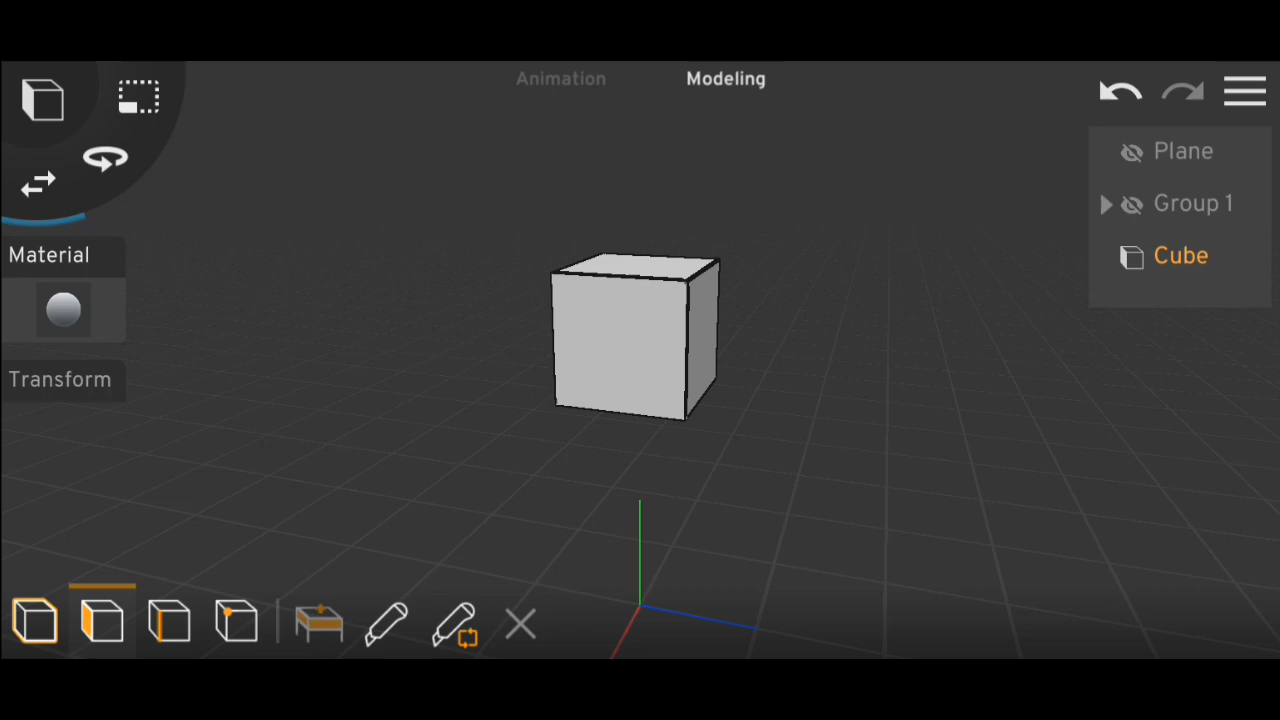 Animation Modeling
Plane
Group 1
Cube
Material
Transform